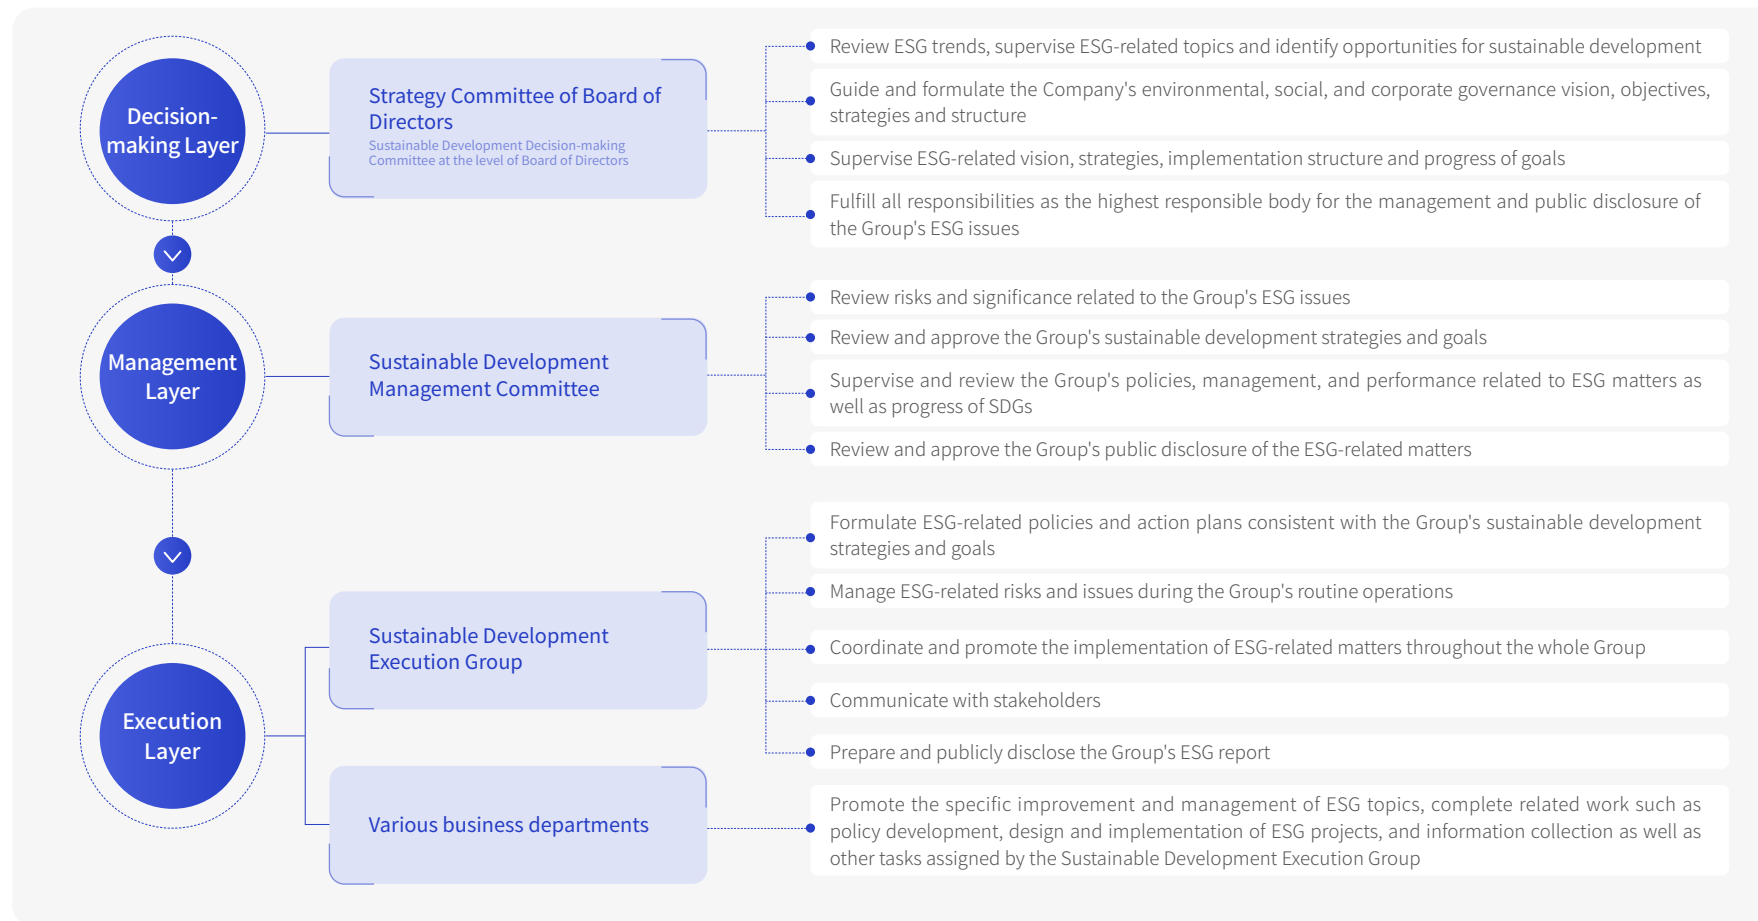 Decision-
making Layer
Strategy Committee of Board of
Directors
Sustainable Development Decision-making
Committee at the level of Board of Directors
Review ESG trends, supervise ESG-related topics and identify opportunities for sustainable development
Guide and formulate the Company's environmental, social, and corporate governance vision, objectives,
strategies and structure
Supervise ESG-related vision, strategies, implementation structure and progress of goals
Fulfill all responsibilities as the highest responsible body for the management and public disclosure of
the Group's ESG issues
Management
Layer
Sustainable Development
Management Committee
Review risks and significance related to the Group's ESG issues
Review and approve the Group's sustainable development strategies and goals
Supervise and review the Group's policies, management, and performance related to ESG matters as
well as progress of SDGs
Review and approve the Group's public disclosure of the ESG-related matters
Execution
Layer
Sustainable Development
Execution Group
Formulate ESG-related policies and action plans consistent with the Group's sustainable development
strategies and goals
Manage ESG-related risks and issues during the Group's routine operations
Coordinate and promote the implementation of ESG-related matters throughout the whole Group
Communicate with stakeholders
Prepare and publicly disclose the Group's ESG report
Various business departments
Promote the specific improvement and management of ESG topics, complete related work such as
policy development, design and implementation of ESG projects, and information collection as well as
other tasks assigned by the Sustainable Development Execution Group